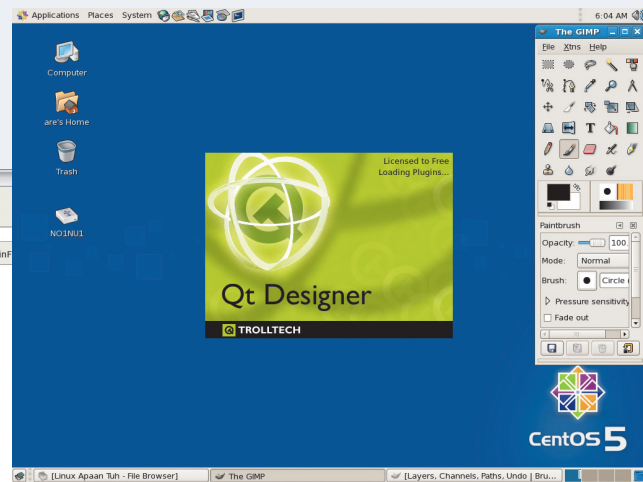 Applications Places System
6:04 AM
The GIMP
File Xtns Help
Computer
are's Home
Trash
NO1NU1
inF
Licensed to Free
Loading Plugins...
Qt Designer
TROLLTECH
Paintbrush
Opacity: 100.
Mode: Normal
Brush: Circle
Pressure sensitivity
Fade out
CentOS 5
[Linux Apaan Tuh - File Browser]
The GIMP
[Layers, Channels, Paths, Undo | Bru...